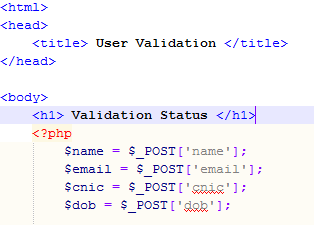 <html>
<head>
<title> User Validation </title>
</head>
<body>
<h1> Validation Status </h1>
<?php
$name = $_POST['name'];
$email = $_POST['email'];
$cnic = $_POST['cnic'];
$dob = $_POST['dob'];